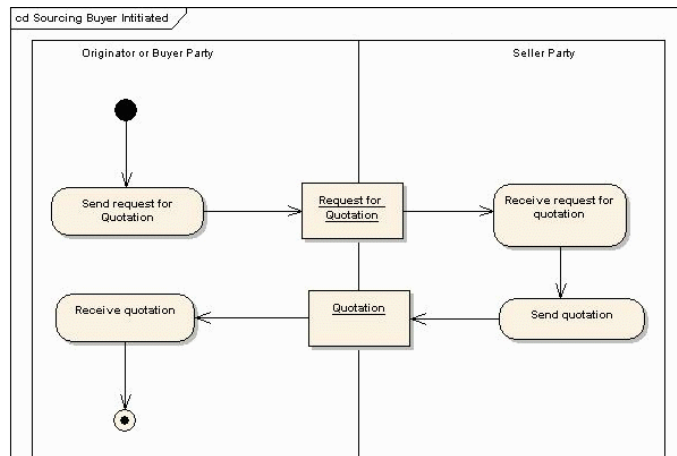 cd Sourcing Buyer Intitiated
Originator or Buyer Party
Seller Party
Send request for
Quotation
Request for
Quotation
Receive request for
quotation
Receive quotation
Quotation
Send quotation